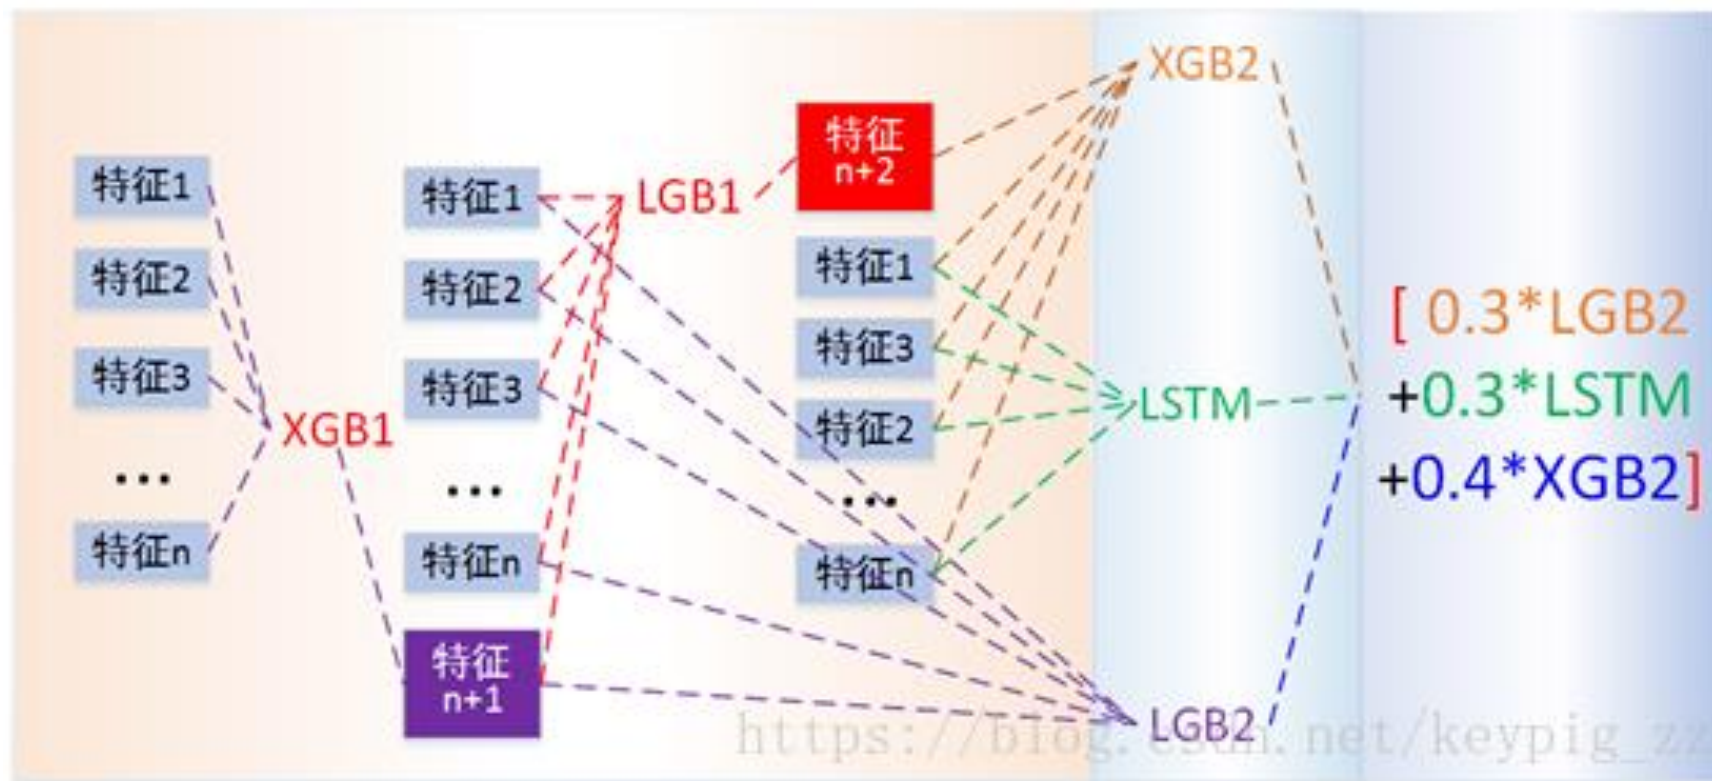 特征1
特征2
特征3
...
特征n
XGB1
特征1
特征2
特征3
...
特征n
特征
n+1
LGB1
特征
n+2
特征1
特征3
特征2
...
特征n
XGB2
LSTM
LGB2
[ 0.3*LGB2
+0.3*LSTM
+0.4*XGB2]
https://blog.csdn.net/keypig_zz